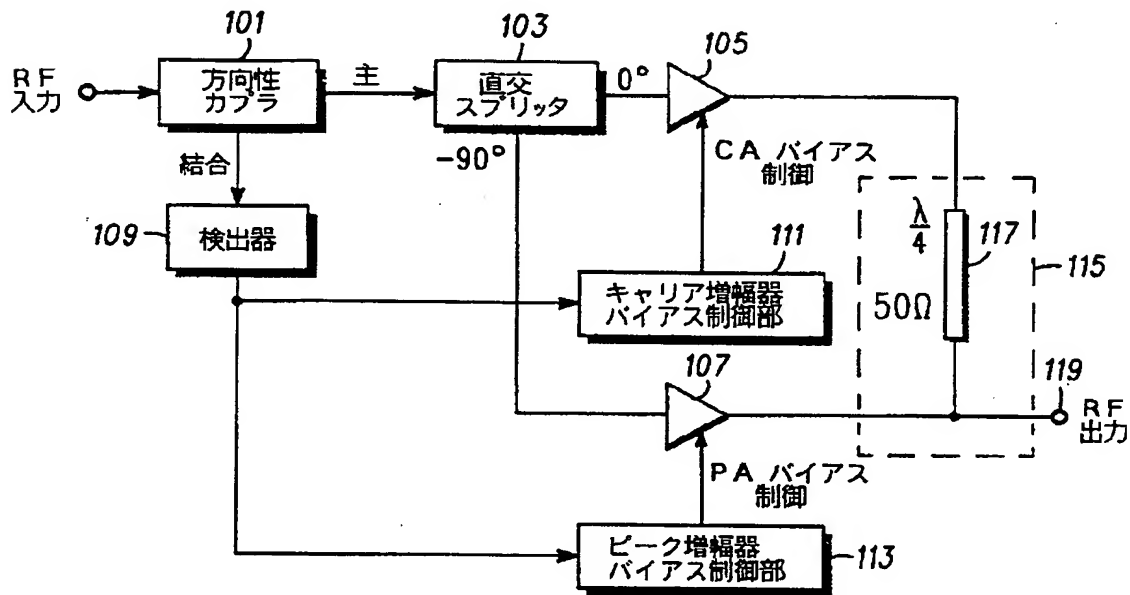 101
103
105
RF
入力
方向性
カプラ
主
直交
スプリッタ
0°
-90°
結合
CA バイアス
制御
109
検出器
111
λ/4
117
115
キャリア増幅器
バイアス制御部
50Ω
107
119
RF
出力
PA バイアス
制御
ピーク増幅器
バイアス制御部
113